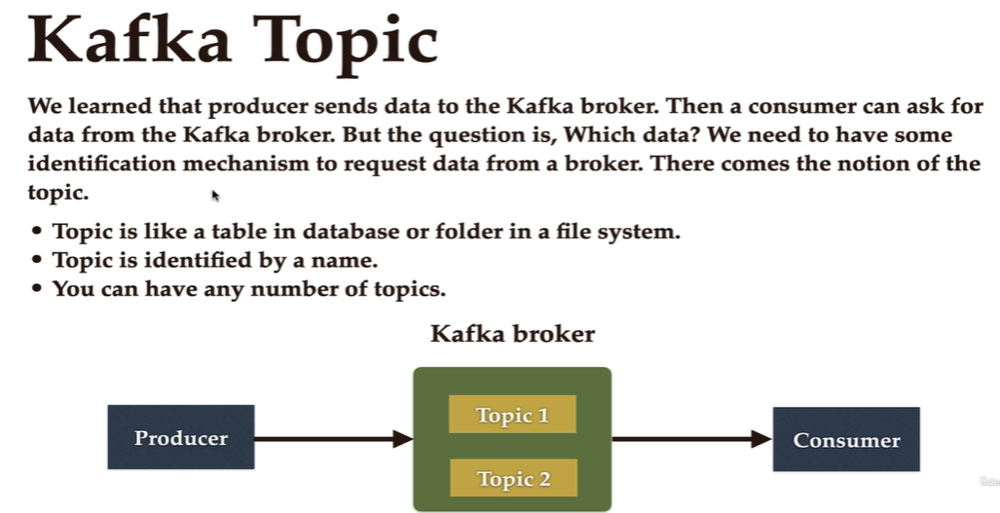 Kafka Topic
We learned that producer sends data to the Kafka broker. Then a consumer can ask for
data from the Kafka broker. But the question is, Which data? We need to have some
identification mechanism to request data from a broker. There comes the notion of the
topic.
• Topic is like a table in database or folder in a file system.
• Topic is identified by a name.
• You can have any number of topics.
Kafka broker
Topic 1
Producer
Consumer
Topic 2